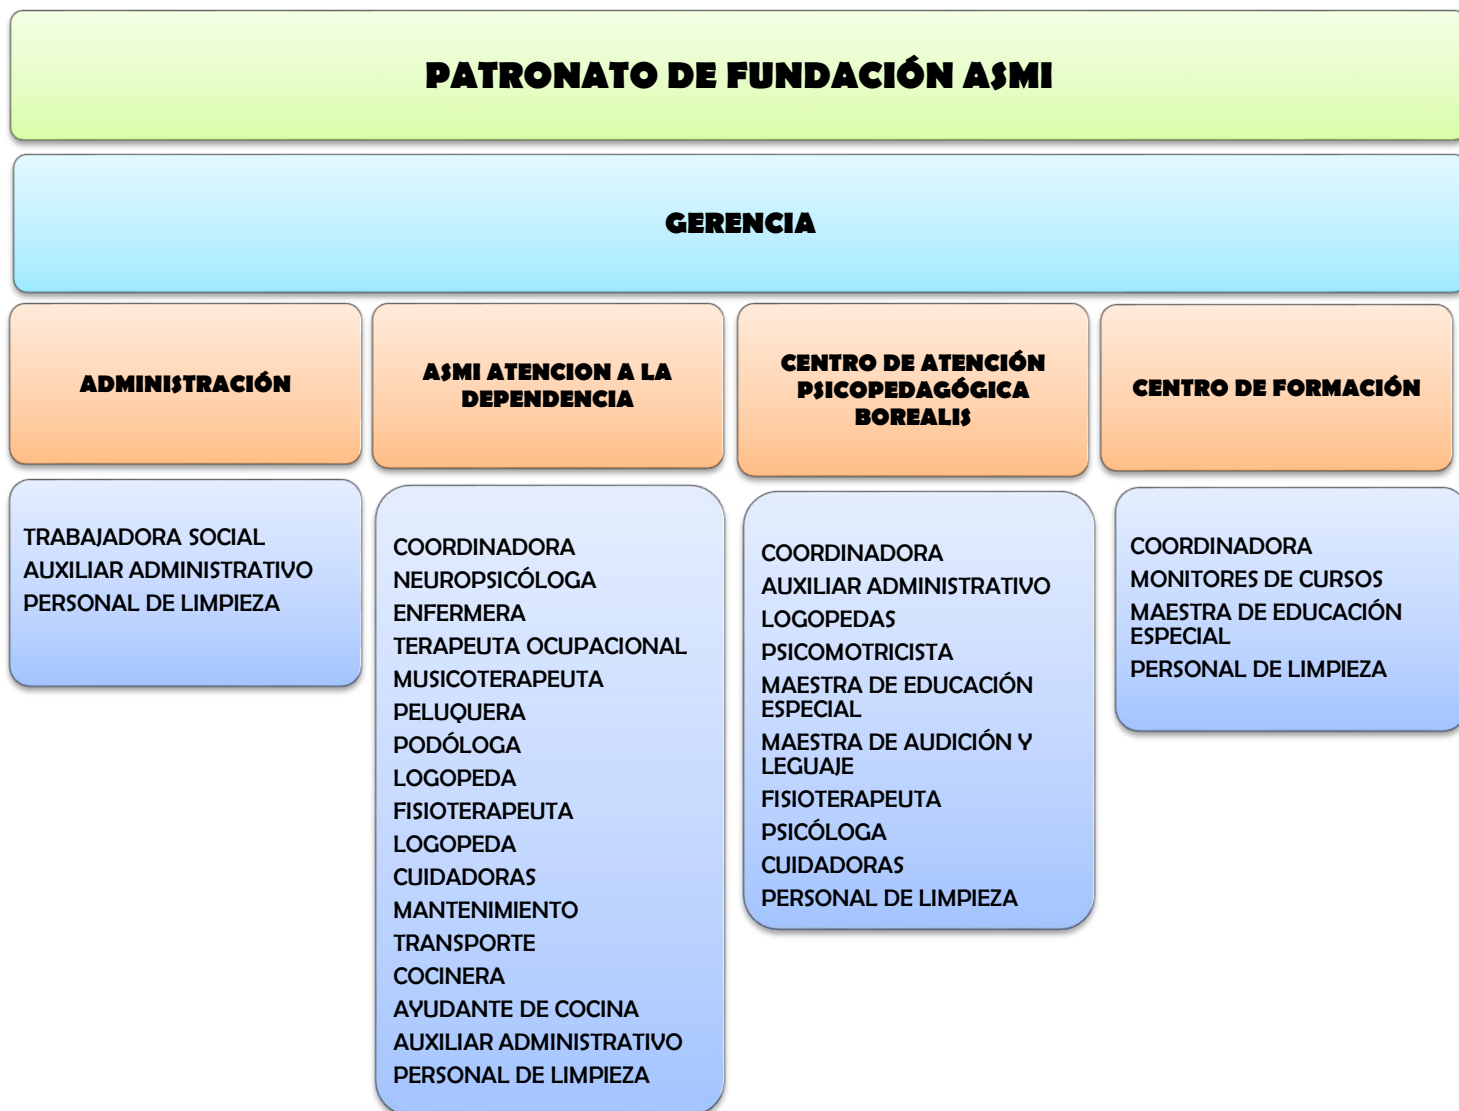 PATRONATO DE FUNDACIÓN ASMI
GERENCIA
ADMINISTRACIÓN
TRABAJADORA SOCIAL
AUXILIAR ADMINISTRATIVO
PERSONAL DE LIMPIEZA
ASMI ATENCION A LA
DEPENDENCIA
COORDINADORA
NEUROPSICÓLOGA
ENFERMERA
TERAPEUTA OCUPACIONAL
MUSICOTERAPEUTA
PELUQUERA
PODÓLOGA
LOGOPEDA
FISIOTERAPEUTA
LOGOPEDA
CUIDADORAS
MANTENIMIENTO
TRANSPORTE
COCINERA
AYUDANTE DE COCINA
AUXILIAR ADMINISTRATIVO
PERSONAL DE LIMPIEZA
CENTRO DE ATENCIÓN
PSICOPEDAGÓGICA
BOREALIS
COORDINADORA
AUXILIAR ADMINISTRATIVO
LOGOPEDAS
PSICOMOTRICISTA
MAESTRA DE EDUCACIÓN
ESPECIAL
MAESTRA DE AUDICIÓN Y
LEGUAJE
FISIOTERAPEUTA
PSICÓLOGA
CUIDADORAS
PERSONAL DE LIMPIEZA
CENTRO DE FORMACIÓN
COORDINADORA
MONITORES DE CURSOS
MAESTRA DE EDUCACIÓN
ESPECIAL
PERSONAL DE LIMPIEZA